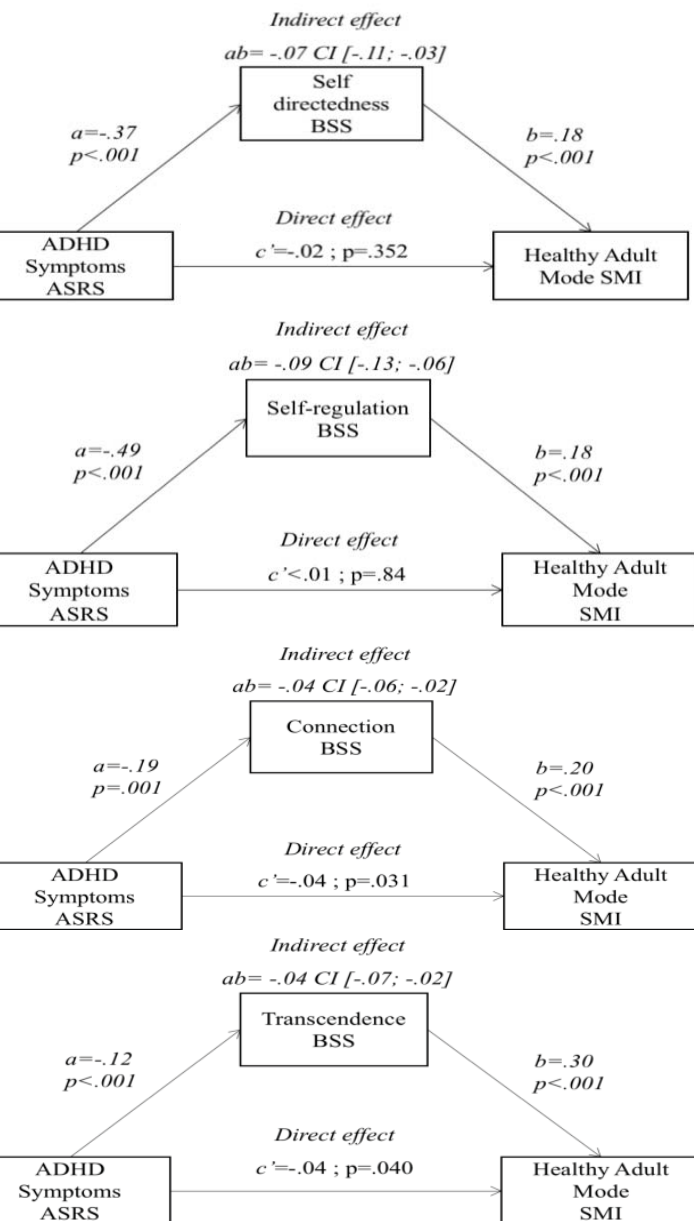 Indirect effect
ab= -.07 CI [-.11; -.03]
Self
directedness
BSS
a=-.37
p<.001
b=.18
p<.001
Direct effect
c'=-.02 ; p=.352
ADHD
Symptoms
ASRS
Healthy Adult
Mode SMI
Indirect effect
ab= -.09 CI [-.13; -.06]
Self-regulation
BSS
a=-.49
p<.001
b=.18
p<.001
Direct effect
c'<.01 ; p=.84
ADHD
Symptoms
ASRS
Healthy Adult
Mode
SMI
Indirect effect
ab= -.04 CI [-.06; -.02]
Connection
BSS
a=-.19
p=.001
b=.20
p<.001
Direct effect
c'=-.04 ; p=.031
ADHD
Symptoms
ASRS
Healthy Adult
Mode
SMI
Indirect effect
ab= -.04 CI [-.07; -.02]
Transcendence
BSS
a=-.12
p<.001
b=.30
p<.001
Direct effect
c'=-.04 ; p=.040
ADHD
Symptoms
ASRS
Healthy Adult
Mode
SMI